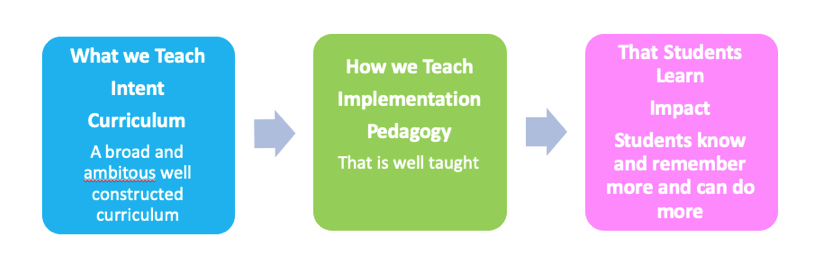 What we Teach
Intent
Curriculum
A broad and
ambitous well
constructed
curriculum
How we Teach
Implementation
Pedagogy
That is well taught
That Students
Learn
Impact
Students know
and remember
more and can do
more